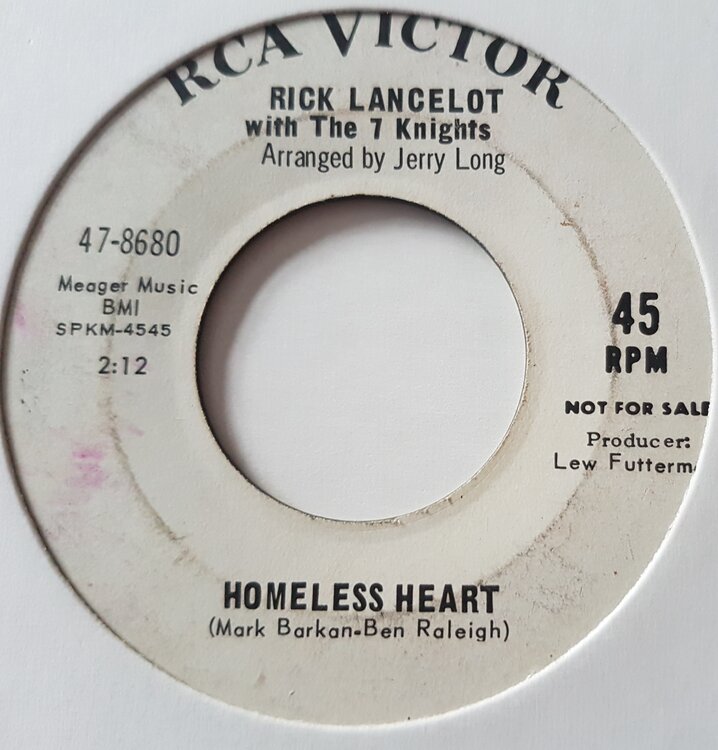 RCA VICTOR
RICK LANCELOT
with The 7 Knights
Arranged by Jerry Long
47-8680
Meager Music
BMI
SPKM-4545
2:12
45
RPM
NOT FOR SALE
Producer:
Lew Futterm
HOMELESS HEART
(Mark Barkan-Ben Raleigh)